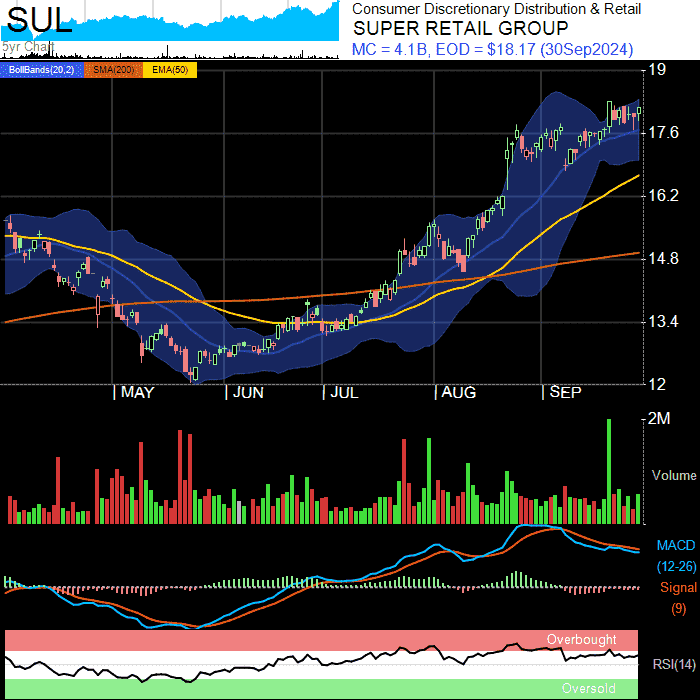 SUL
5yr Chart
Consumer Discretionary Distribution & Retail
SUPER RETAIL GROUP
MC = 4.1B, EOD = $18.17 (30Sep2024)
BollBands(20,2) SMA(200) EMA(50)
19
17.6
16.2
14.8
13.4
12
MAY JUN JUL AUG SEP
2M
Volume
MACD
(12-26)
Signal
(9)
Overbought
RSI(14)
Oversold